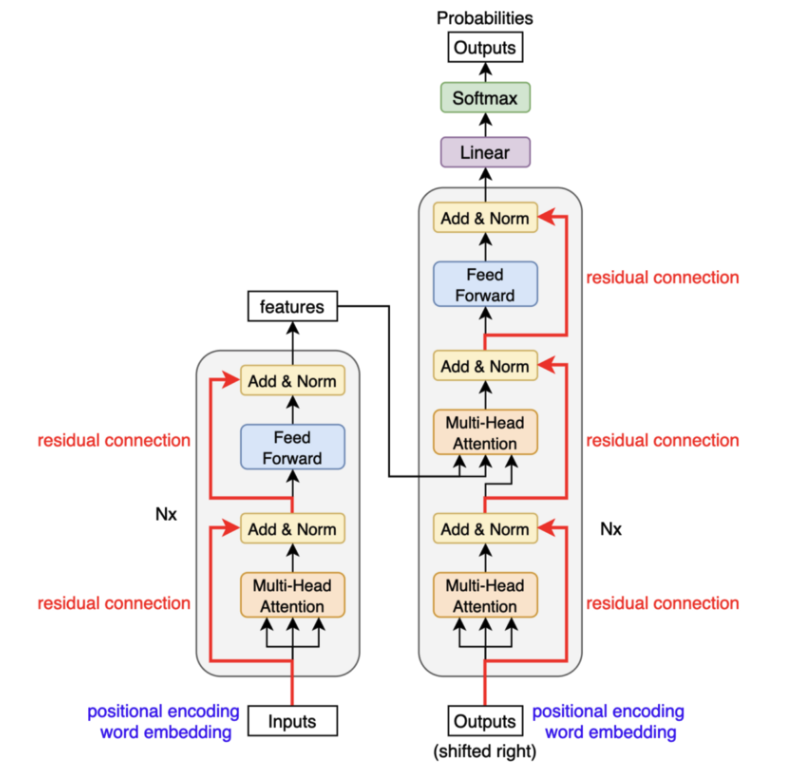 Probabilities
Outputs
Softmax
Linear
Add & Norm
residual connection
Feed
Forward
Add & Norm
residual connection
Multi-Head
Attention
Add & Norm
Nx
residual connection
Multi-Head
Attention
Outputs
(shifted right)
positional encoding
word embedding
features
Add & Norm
residual connection
Feed
Forward
Nx
Add & Norm
residual connection
Multi-Head
Attention
positional encoding
word embedding
Inputs